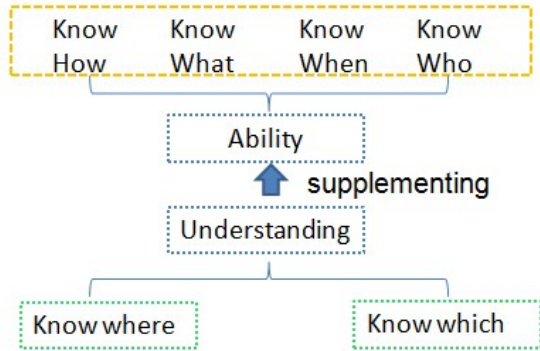 Know Know Know Know
How What When Who
Ability
supplementing
Understanding
Know where Know which